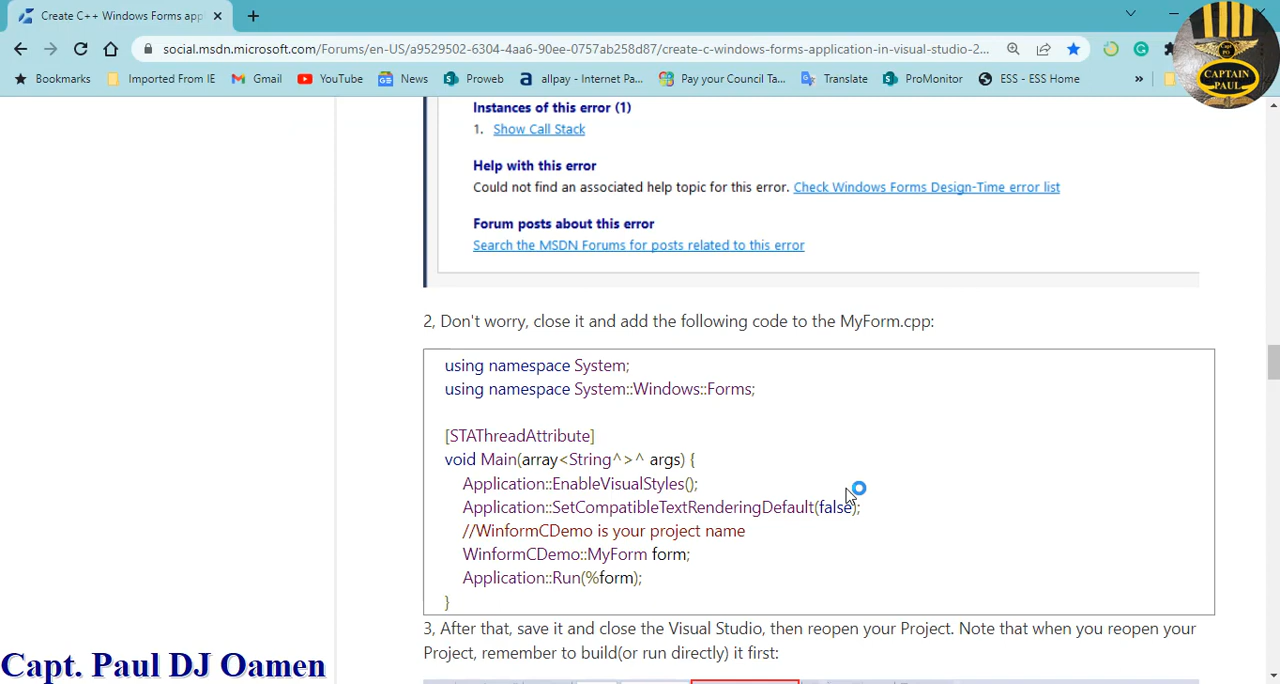 Create C++ Windows Forms app
social.msdn.microsoft.com/Forums/en-US/a9529502-6304-4aa6-90ee-0757ab258d87/create-c-windows-forms-application-in-visual-studio-2...
Bookmarks Imported From IE Gmail YouTube News Proweb allpay - Internet Pa... Pay your Council Ta... Translate ProMonitor ESS - ESS Home »
CAPTAIN
PAUL
Instances of this error (1)
1. Show Call Stack
Help with this error
Could not find an associated help topic for this error. Check Windows Forms Design-Time error list
Forum posts about this error
Search the MSDN Forums for posts related to this error
2, Don't worry, close it and add the following code to the MyForm.cpp:
using namespace System;
using namespace System::Windows::Forms;
[STAThreadAttribute]
void Main(array<String^>^ args) {
Application::EnableVisualStyles();
Application::SetCompatibleTextRenderingDefault(false);
//WinformCDemo is your project name
WinformCDemo::MyForm form;
Application::Run(%form);
}
3, After that, save it and close the Visual Studio, then reopen your Project. Note that when you reopen your
Project, remember to build(or run directly) it first:
Capt. Paul DJ Oamen